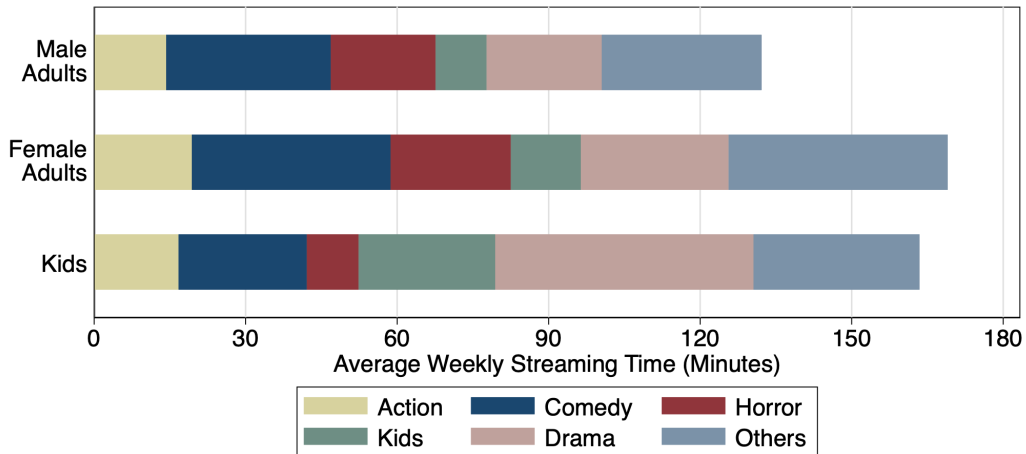 Male
Adults
Female
Adults
Kids
0 30 60 90 120 150 180
Average Weekly Streaming Time (Minutes)
Action Comedy Horror
Kids Drama Others